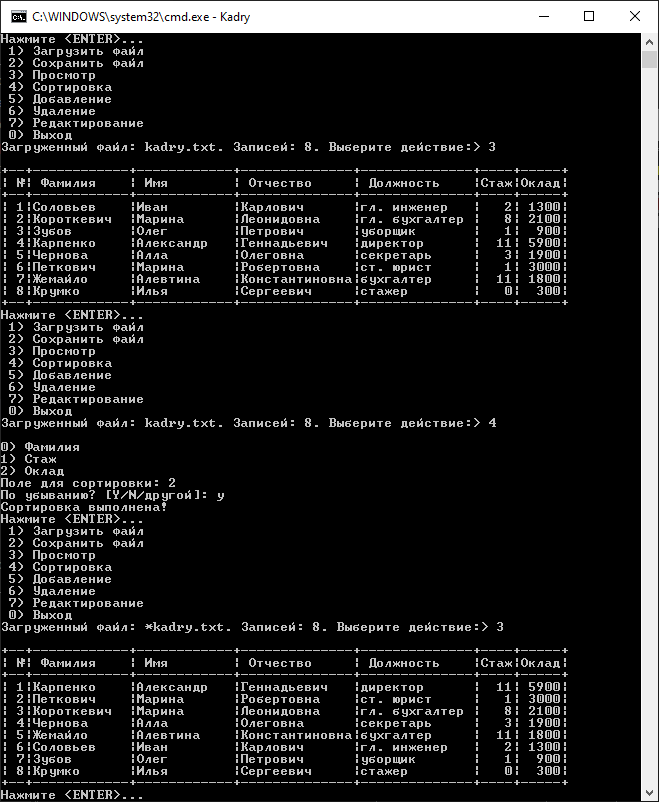 C:\WINDOWS\system32\cmd.exe - Kadry
Нажмите <ENTER>...
1) Загрузить файл
2) Сохранить файл
3) Просмотр
4) Сортировка
5) Добавление
6) Удаление
7) Редактирование
0) Выход
Загруженный файл: kadry.txt. Записей: 8. Выберите действие:> 3
+--+------------+-------------+--------------+---------------+----+-----+
¦ №¦ Фамилия ¦ Имя ¦ Отчество ¦ Должность ¦Стаж¦Оклад¦
+--+------------+-------------+--------------+---------------+----+-----+
¦ 1¦Соловьев ¦Иван ¦Карлович ¦гл. инженер ¦ 2¦ 1300¦
¦ 2¦Короткевич ¦Марина ¦Леонидовна ¦гл. бухгалтер ¦ 8¦ 2100¦
¦ 3¦Зубов ¦Олег ¦Петрович ¦уборщик ¦ 1¦ 900¦
¦ 4¦Карпенко ¦Александр ¦Геннадьевич ¦директор ¦ 11¦ 5900¦
¦ 5¦Чернова ¦Алла ¦Олеговна ¦секретарь ¦ 3¦ 1900¦
¦ 6¦Петкович ¦Марина ¦Робертовна ¦ст. юрист ¦ 1¦ 3000¦
¦ 7¦Жемайло ¦Алевтина ¦Константиновна¦бухгалтер ¦ 11¦ 1800¦
¦ 8¦Крумко ¦Илья ¦Сергеевич ¦стажер ¦ 0¦ 300¦
+--+------------+-------------+--------------+---------------+----+-----+
Нажмите <ENTER>...
1) Загрузить файл
2) Сохранить файл
3) Просмотр
4) Сортировка
5) Добавление
6) Удаление
7) Редактирование
0) Выход
Загруженный файл: kadry.txt. Записей: 8. Выберите действие:> 4
0) Фамилия
1) Стаж
2) Оклад
Поле для сортировки: 2
По убыванию? [Y/N/другой]: y
Сортировка выполнена!
Нажмите <ENTER>...
1) Загрузить файл
2) Сохранить файл
3) Просмотр
4) Сортировка
5) Добавление
6) Удаление
7) Редактирование
0) Выход
Загруженный файл: *kadry.txt. Записей: 8. Выберите действие:> 3
+--+------------+-------------+--------------+---------------+----+-----+
¦ №¦ Фамилия ¦ Имя ¦ Отчество ¦ Должность ¦Стаж¦Оклад¦
+--+------------+-------------+--------------+---------------+----+-----+
¦ 1¦Карпенко ¦Александр ¦Геннадьевич ¦директор ¦ 11¦ 5900¦
¦ 2¦Петкович ¦Марина ¦Робертовна ¦ст. юрист ¦ 1¦ 3000¦
¦ 3¦Короткевич ¦Марина ¦Леонидовна ¦гл. бухгалтер ¦ 8¦ 2100¦
¦ 4¦Чернова ¦Алла ¦Олеговна ¦секретарь ¦ 3¦ 1900¦
¦ 5¦Жемайло ¦Алевтина ¦Константиновна¦бухгалтер ¦ 11¦ 1800¦
¦ 6¦Соловьев ¦Иван ¦Карлович ¦гл. инженер ¦ 2¦ 1300¦
¦ 7¦Зубов ¦Олег ¦Петрович ¦уборщик ¦ 1¦ 900¦
¦ 8¦Крумко ¦Илья ¦Сергеевич ¦стажер ¦ 0¦ 300¦
+--+------------+-------------+--------------+---------------+----+-----+
Нажмите <ENTER>...